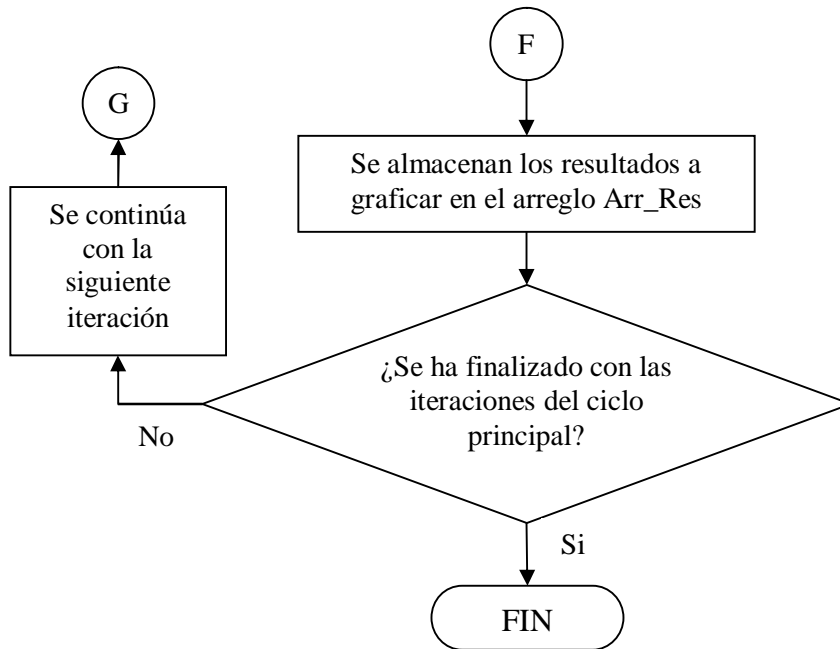 F
G
Se almacenan los resultados a
graficar en el arreglo Arr_Res
Se continúa
con la
siguiente
iteración
¿Se ha finalizado con las
iteraciones del ciclo
principal?
No
Si
FIN